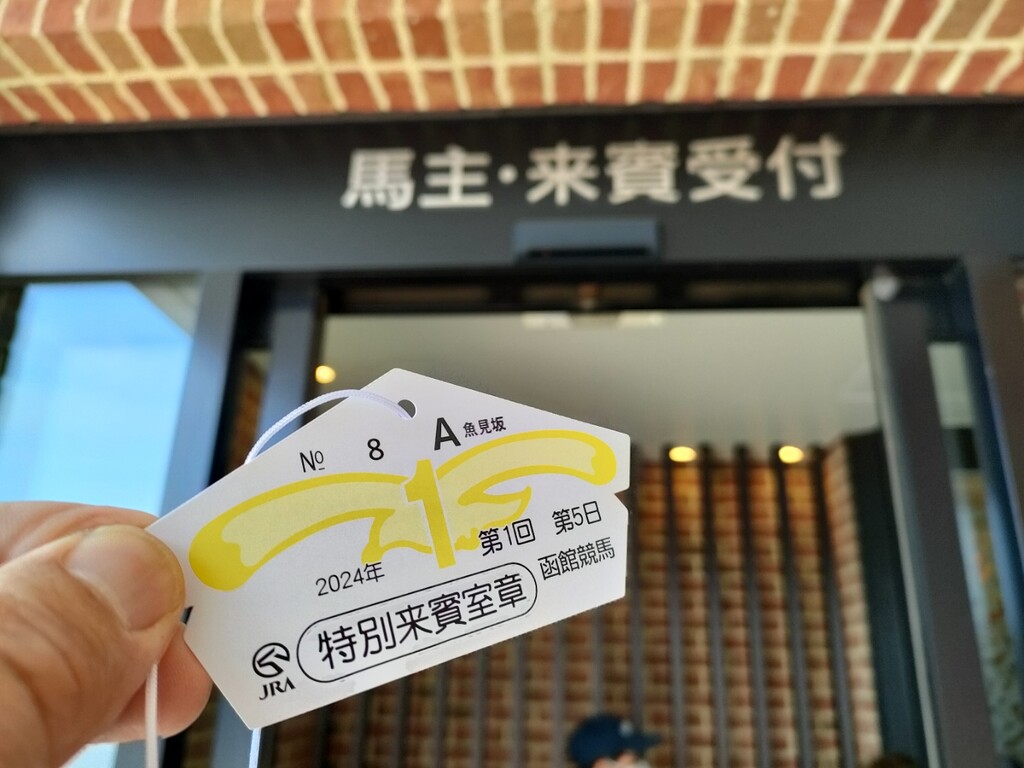 馬主・来賓受付
№ 8 A 魚見坂
1
第1回 第5日
2024年
函館競馬
特別来賓室章
JRA